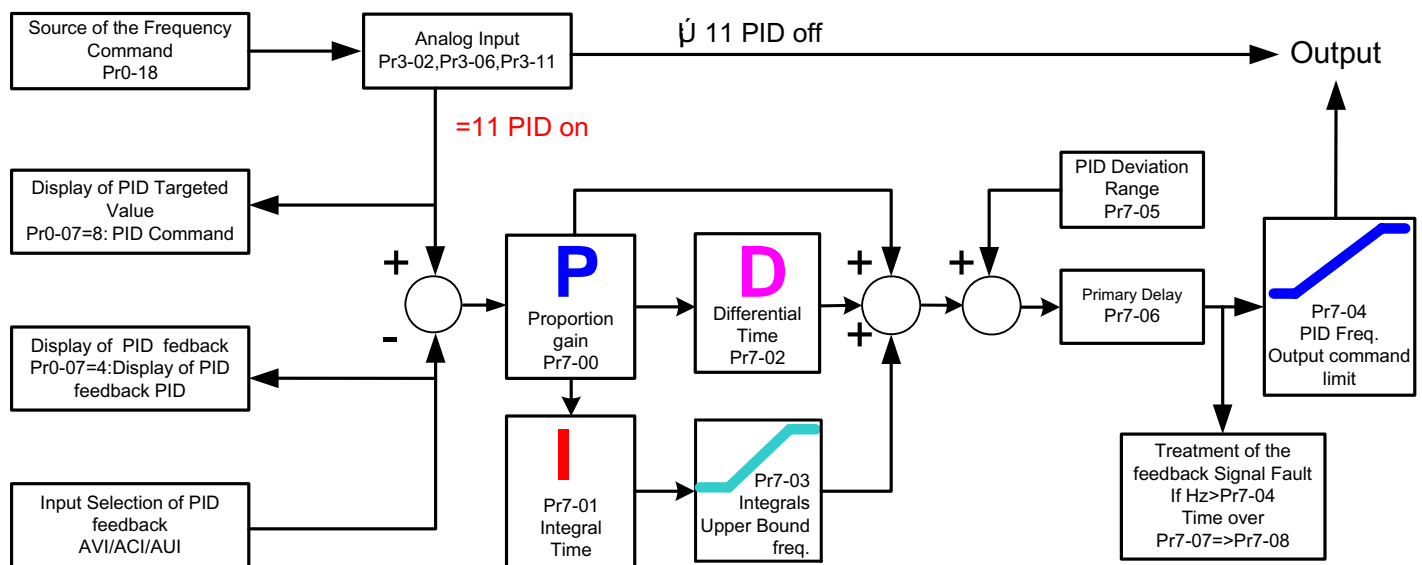 Source of the Frequency
Command
Pr0-18
Analog Input
Pr3-02,Pr3-06,Pr3-11
11 PID off
Output
=11 PID on
Display of PID Targeted
Value
Pr0-07=8: PID Command
Display of PID fedback
Pr0-07=4:Display of PID
feedback PID
Input Selection of PID
feedback
AVI/ACI/AUI
+
-
P
Proportion
gain
Pr7-00
I
Pr7-01
Integral
Time
D
Differential
Time
Pr7-02
Pr7-03
Integrals
Upper Bound
freq.
+
+
PID Deviation
Range
Pr7-05
+
Primary Delay
Pr7-06
Pr7-04
PID Freq.
Output command
limit
Treatment of the
feedback Signal Fault
If Hz>Pr7-04
Time over
Pr7-07=>Pr7-08